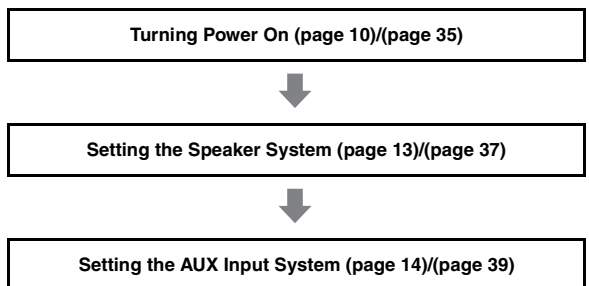 Turning Power On (page 10)/(page 35)
Setting the Speaker System (page 13)/(page 37)
Setting the AUX Input System (page 14)/(page 39)